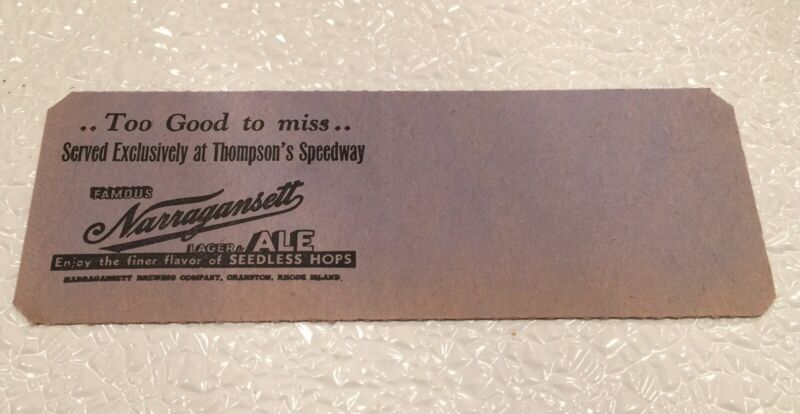 .. Too Good to miss ..
Served Exclusively at Thompson's Speedway
FAMOUS
Narragansett
LAGER & ALE
Enjoy the finer flavor of SEEDLESS HOPS
NARRAGANSETT BREWING COMPANY, CRANSTON, RHODE ISLAND